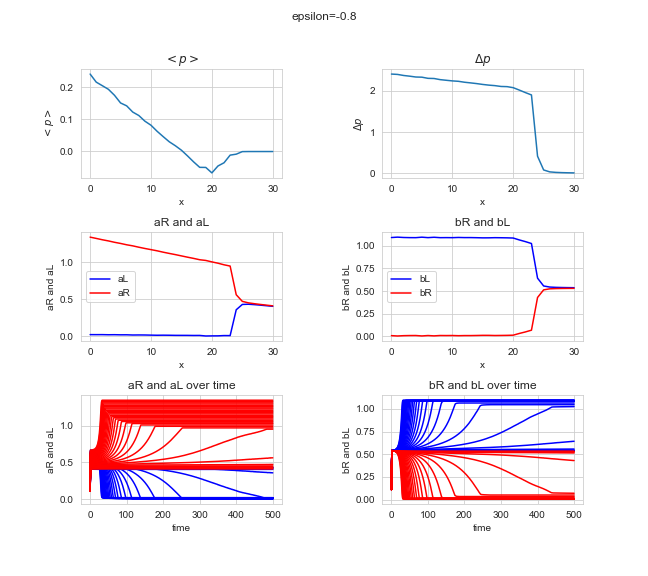 epsilon=-0.8
< p >
Δp
< p >
0.2
0.1
0.0
0 10 20 30
x
Δp
2
1
0
0 10 20 30
x
aR and aL
bR and bL
aR and aL
1.0
0.5
0.0
aL
aR
0 10 20 30
x
bR and bL
1.00
0.75
0.50
0.25
0.00
bL
bR
0 10 20 30
x
aR and aL over time
bR and bL over time
aR and aL
1.0
0.5
0.0
0 100 200 300 400 500
time
bR and bL
1.00
0.75
0.50
0.25
0.00
0 100 200 300 400 500
time